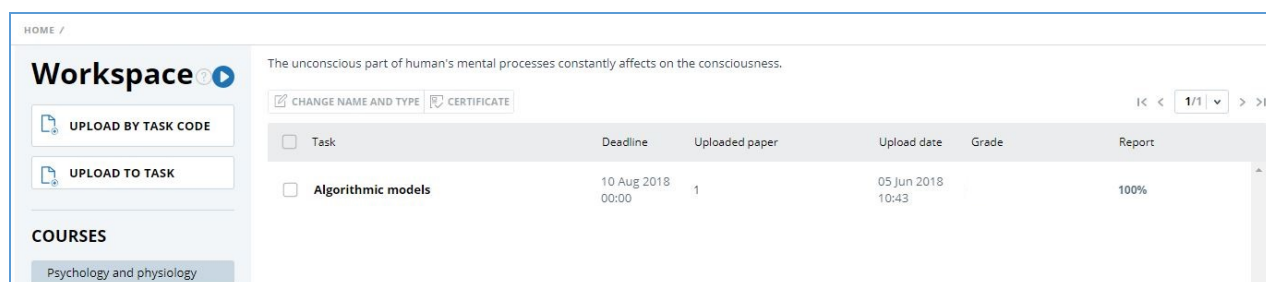 HOME /
Workspace
UPLOAD BY TASK CODE
UPLOAD TO TASK
COURSES
Psychology and physiology
The unconscious part of human's mental processes constantly affects on the consciousness.
CHANGE NAME AND TYPE CERTIFICATE
1/1
Task Deadline Uploaded paper Upload date Grade Report
Algorithmic models 10 Aug 2018 00:00 1 05 Jun 2018 10:43 100%